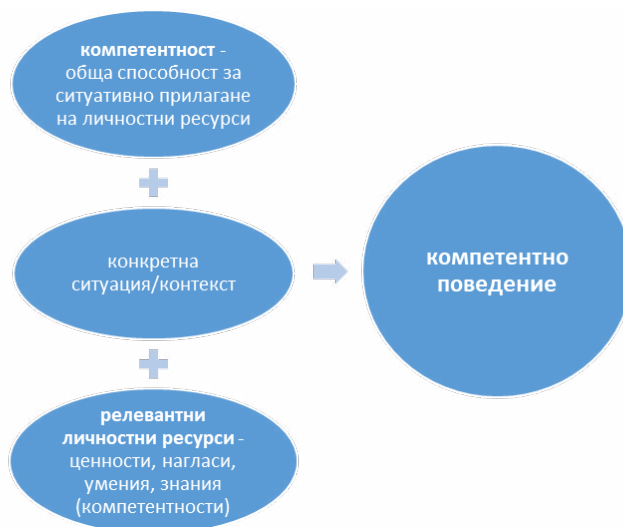 компетентност -
обща способност за
ситуативно прилагане
на личностни ресурси
конкретна
ситуация/контекст
релевантни
личностни ресурси -
ценности, нагласи,
умения, знания
(компетентности)
компетентно
поведение